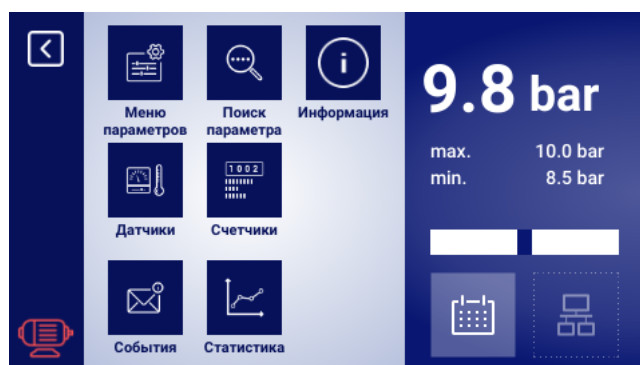 Меню параметров
Поиск параметра
Информация
1002
Датчики
Счетчики
События
Статистика
9.8 bar
max. 10.0 bar
min. 8.5 bar